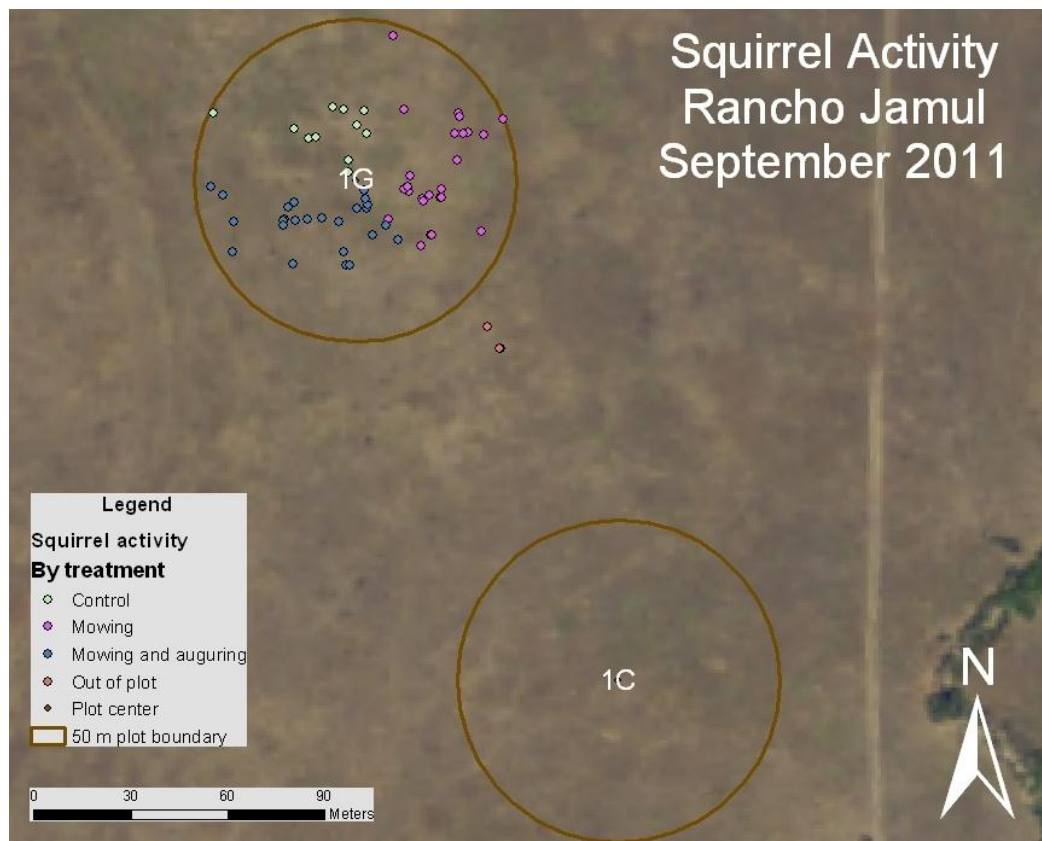 Squirrel Activity
Rancho Jamul
September 2011
1G
Legend
Squirrel activity
By treatment
Control
Mowing
Mowing and auguring
Out of plot
Plot center
50 m plot boundary
1C
N
0 30 60 90
Meters